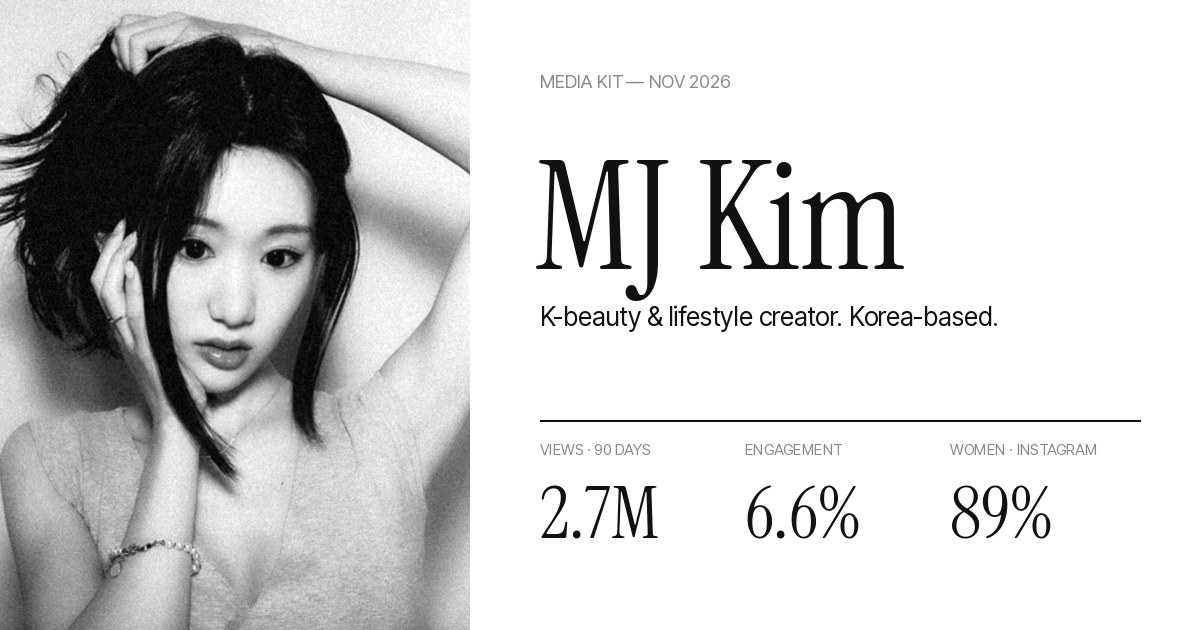 MEDIA KIT — NOV 2026
MJ Kim
K-beauty & lifestyle creator. Korea-based.
VIEWS · 90 DAYS
ENGAGEMENT
WOMEN · INSTAGRAM
2.7M
6.6%
89%